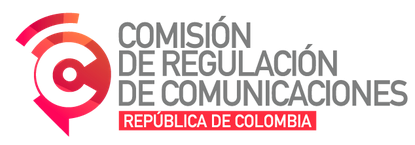 COMISIÓN
DE REGULACIÓN
DE COMUNICACIONES
REPÚBLICA DE COLOMBIA